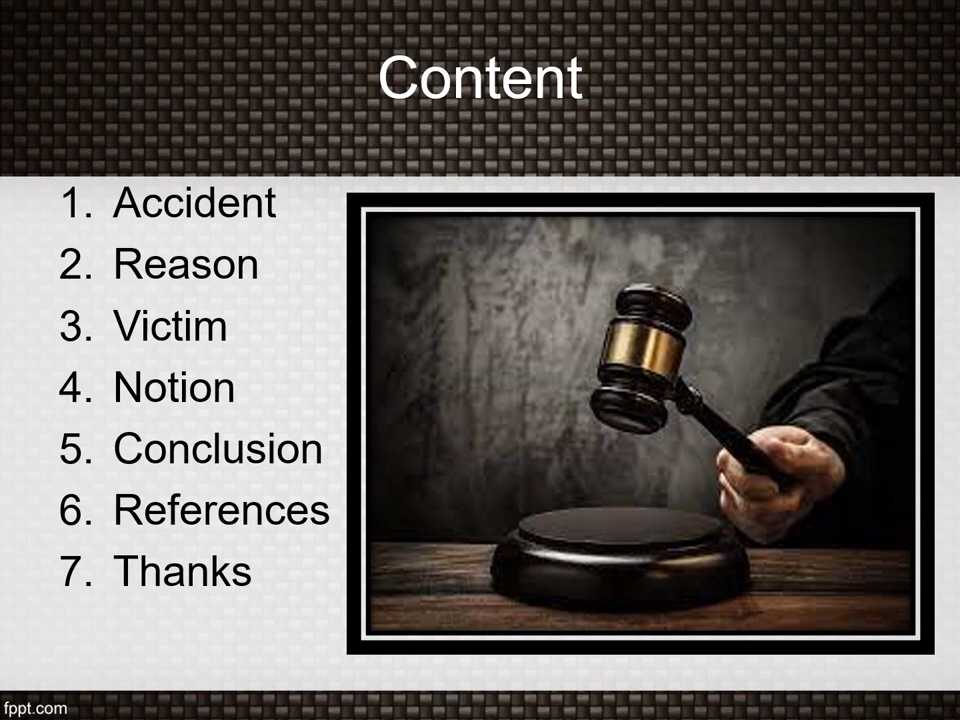 Content
1. Accident
2. Reason
3. Victim
4. Notion
5. Conclusion
6. References
7. Thanks
fppt.com